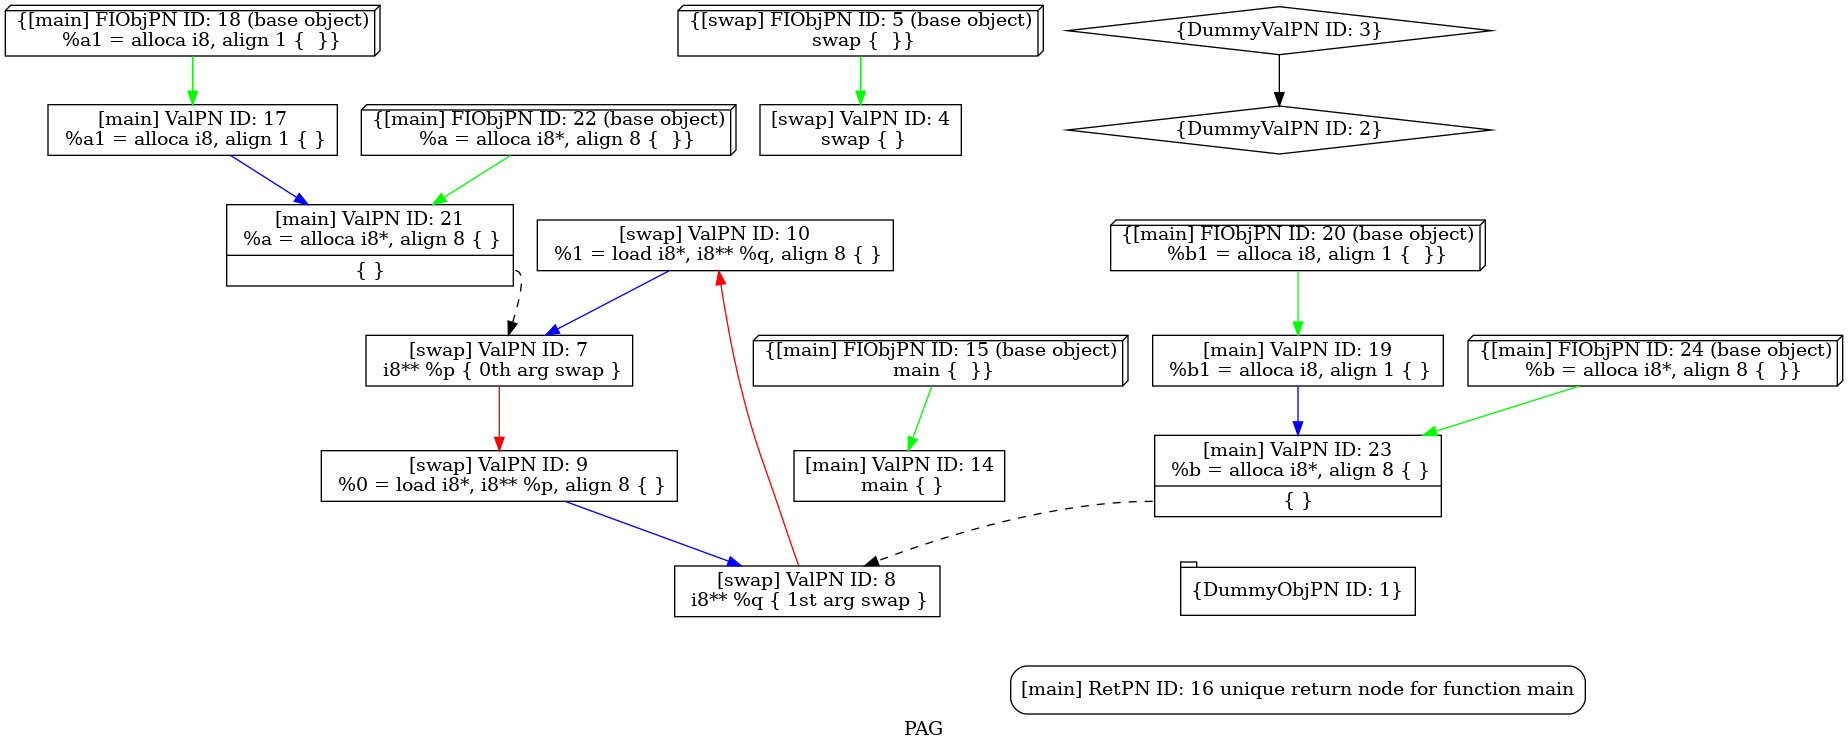 {[main] FIObjPN ID: 18 (base object)
%a1 = alloca i8, align 1 {  }}
{[swap] FIObjPN ID: 5 (base object)
swap {  }}
{DummyValPN ID: 3}
[main] ValPN ID: 17
%a1 = alloca i8, align 1 { }
{[main] FIObjPN ID: 22 (base object)
%a = alloca i8*, align 8 {  }}
[swap] ValPN ID: 4
swap { }
{DummyValPN ID: 2}
[main] ValPN ID: 21
%a = alloca i8*, align 8 { }
{ }
[swap] ValPN ID: 10
%1 = load i8*, i8** %q, align 8 { }
{[main] FIObjPN ID: 20 (base object)
%b1 = alloca i8, align 1 {  }}
[swap] ValPN ID: 7
i8** %p { 0th arg swap }
{[main] FIObjPN ID: 15 (base object)
main {  }}
[main] ValPN ID: 19
%b1 = alloca i8, align 1 { }
{[main] FIObjPN ID: 24 (base object)
%b = alloca i8*, align 8 {  }}
[swap] ValPN ID: 9
%0 = load i8*, i8** %p, align 8 { }
[main] ValPN ID: 14
main { }
[main] ValPN ID: 23
%b = alloca i8*, align 8 { }
{ }
[swap] ValPN ID: 8
i8** %q { 1st arg swap }
{DummyObjPN ID: 1}
[main] RetPN ID: 16 unique return node for function main
PAG